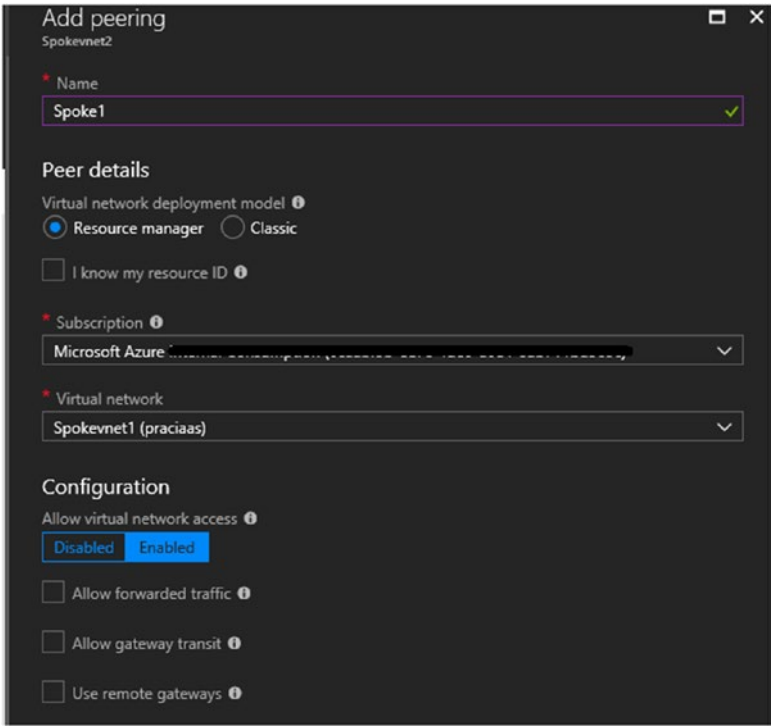 Add peering
Spokevnet2
* Name
Spoke1
Peer details
Virtual network deployment model
Resource manager Classic
I know my resource ID
* Subscription
Microsoft Azure
* Virtual network
Spokevnet1 (praciaas)
Configuration
Allow virtual network access
Disabled Enabled
Allow forwarded traffic
Allow gateway transit
Use remote gateways